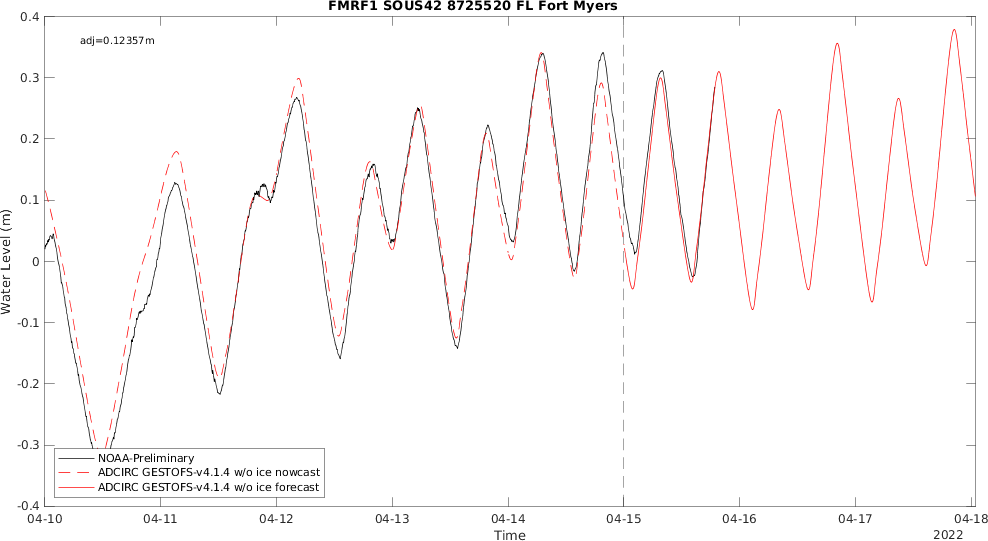 FMRF1 SOUS42 8725520 FL Fort Myers
adj=0.12357m
0.4
0.3
0.2
0.1
0
-0.1
-0.2
-0.3
-0.4
Water Level (m)
NOAA-Preliminary
ADCIRC GESTOFS-v4.1.4 w/o ice nowcast
ADCIRC GESTOFS-v4.1.4 w/o ice forecast
04-10 04-11 04-12 04-13 04-14 04-15 04-16 04-17 04-18
Time
2022